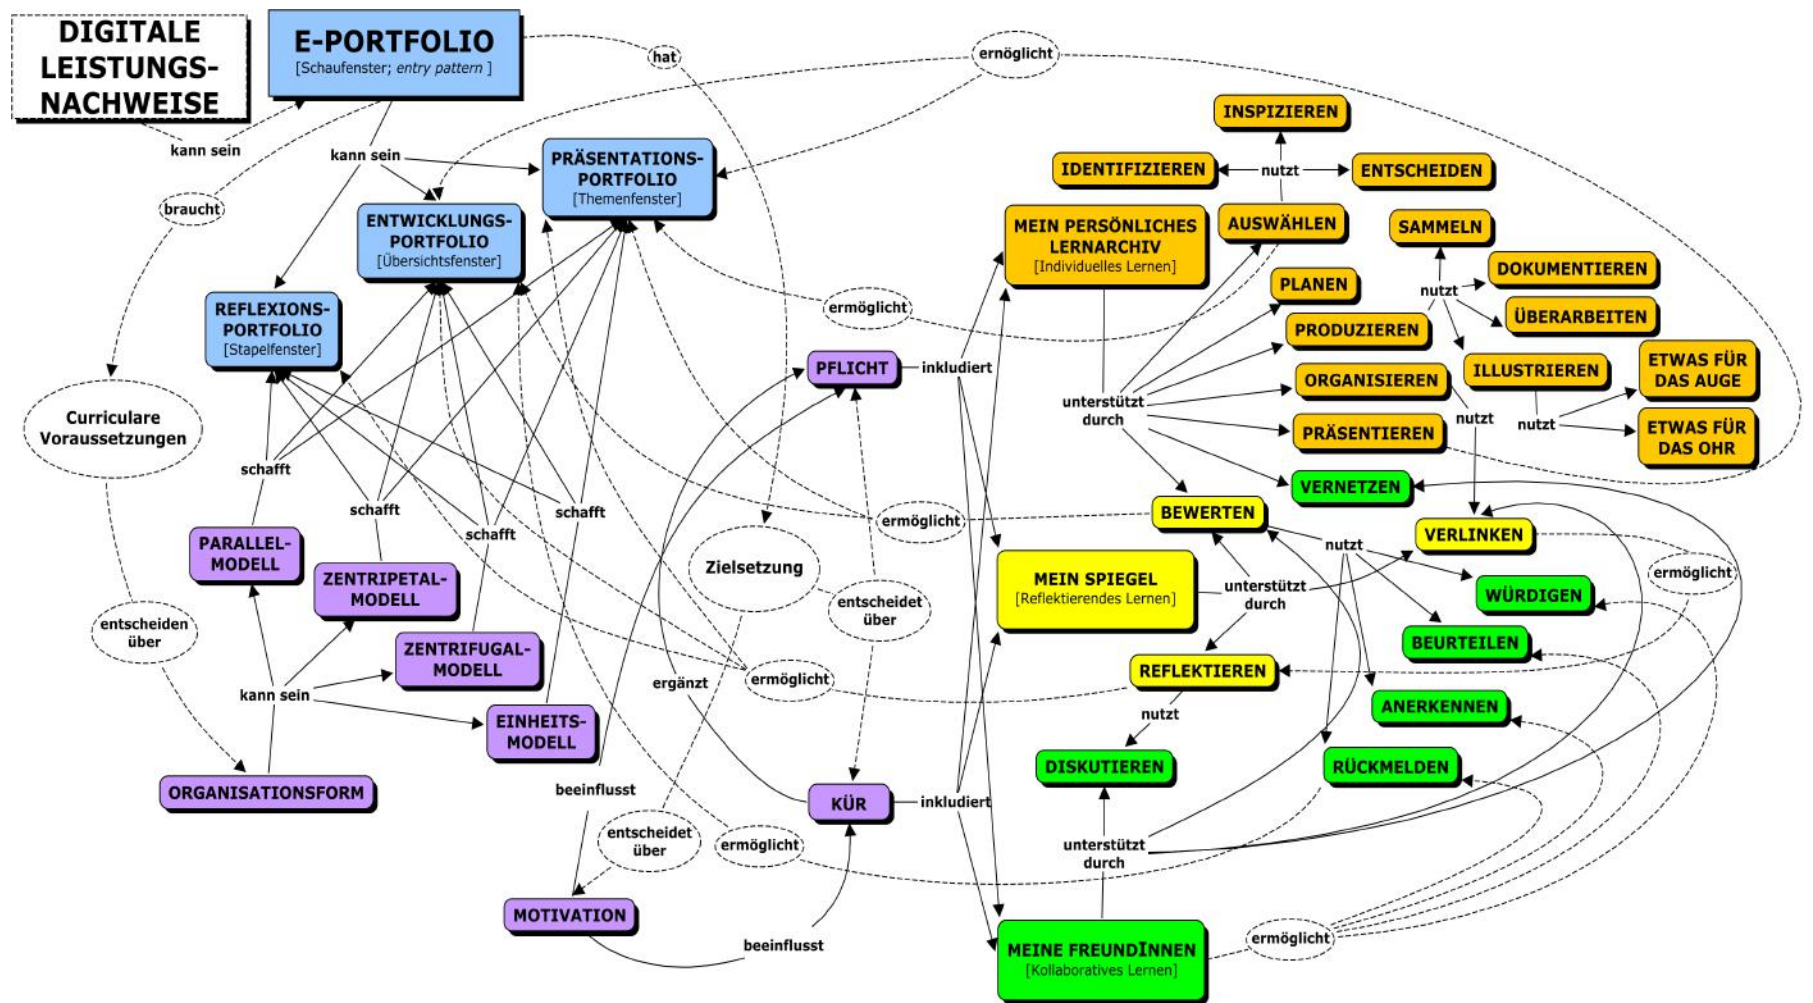 DIGITALE
LEISTUNGS-
NACHWEISE
E-PORTFOLIO
[Schaufenster; entry pattern ]
hat
ernöglicht
kann sein
kann sein
braucht
PRÄSENTATIONS-
PORTFOLIO
[Themenfenster]
ENTWICKLUNGS-
PORTFOLIO
[Übersichtsfenster]
REFLEXIONS-
PORTFOLIO
[Stapelfenster]
INSPIZIEREN
IDENTIFIZIEREN
nutzt
ENTSCHEIDEN
MEIN PERSÖNLICHES
LERNARCHIV
[Individuelles Lernen]
AUSWÄHLEN
SAMMELN
DOKUMENTIEREN
PLANEN
nutzt
ÜBERARBEITEN
PRODUZIEREN
ermöglicht
PFLICHT
inkludiert
ORGANISIEREN
ILLUSTRIEREN
ETWAS FÜR
DAS AUGE
unterstützt
durch
nutzt
nutzt
ETWAS FÜR
DAS OHR
PRÄSENTIEREN
Curriculare
Voraussetzungen
schafft
schafft
schafft
schafft
VERNETZEN
BEWERTEN
ermöglicht
VERLINKEN
nutzt
ermöglicht
PARALLEL-
MODELL
ZENTRIPETAL-
MODELL
ZENTRIFUGAL-
MODELL
EINHEITS-
MODELL
Zielsetzung
entscheidet
über
MEIN SPIEGEL
[Reflektierendes Lernen]
unterstützt
durch
WÜRDIGEN
BEURTEILEN
entscheiden
über
kann sein
ergänzt
ermöglicht
REFLEKTIEREN
nutzt
ANERKENNEN
DISKUTIEREN
RÜCKMELDEN
ORGANISATIONSFORM
beeinflusst
KÜR
inkludiert
entscheidet
über
ermöglicht
unterstützt
durch
MOTIVATION
beeinflusst
MEINE FREUNDINNEN
[Kollaboratives Lernen]
ermöglicht